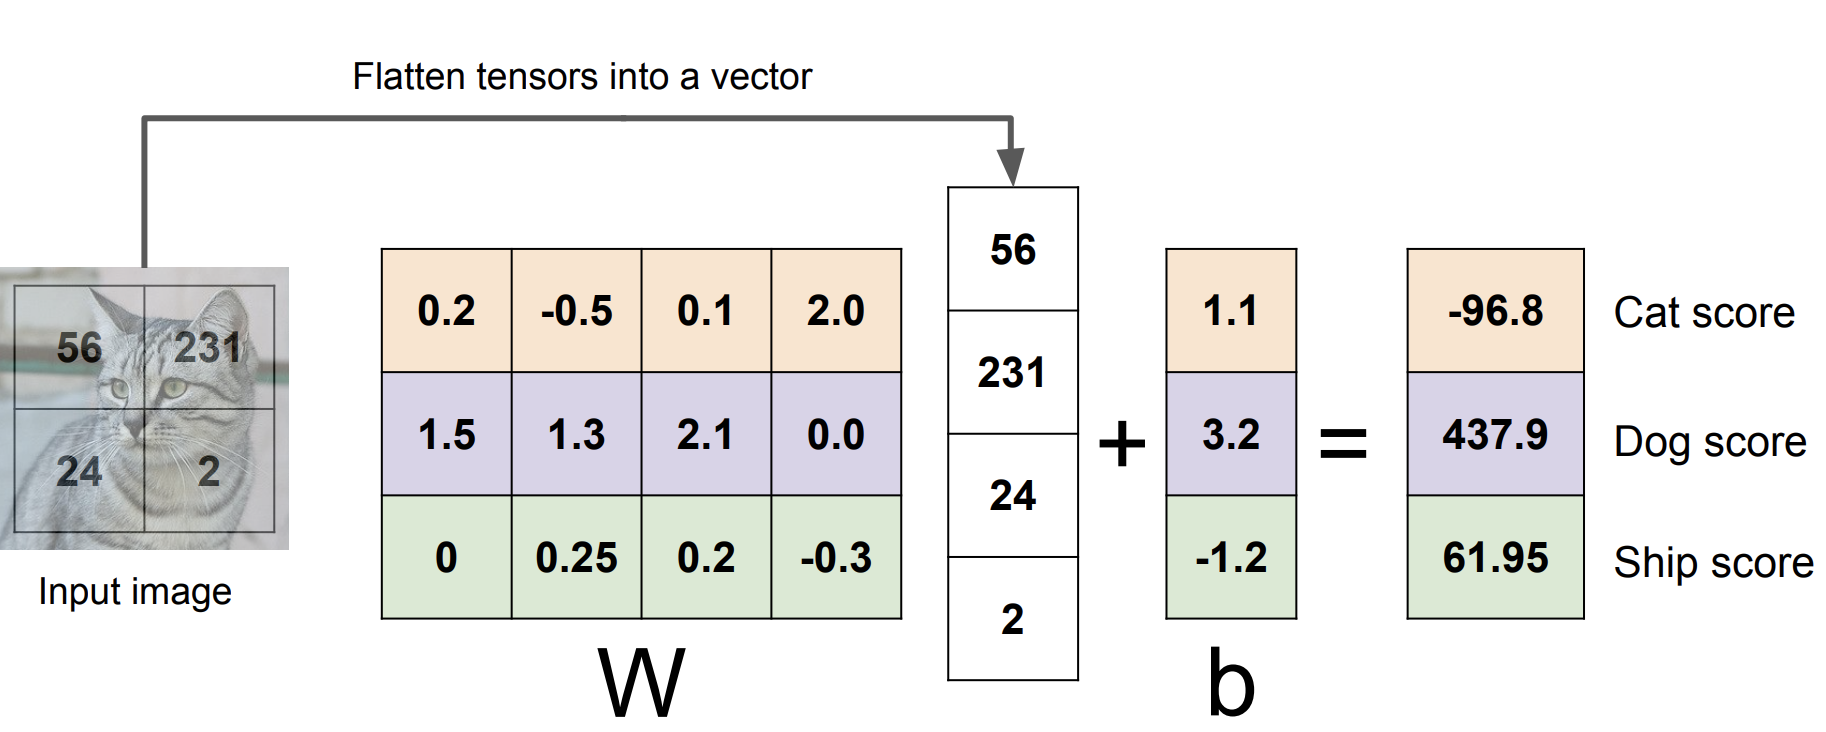 Flatten tensors into a vector
56 231
24 2
Input image
0.2 -0.5 0.1 2.0
1.5 1.3 2.1 0.0
0 0.25 0.2 -0.3
W
56
231
24
2
+
1.1
3.2
-1.2
b
=
-96.8 Cat score
437.9 Dog score
61.95 Ship score